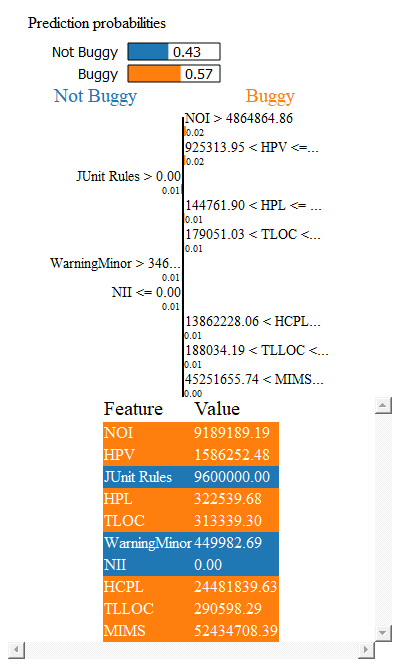 Prediction probabilities
Not Buggy 0.43
Buggy 0.57
Not Buggy Buggy
NOI > 4864864.86
0.02
925313.95 < HPV <=...
0.02
JUnit Rules > 0.00
0.01
144761.90 < HPL <= ...
0.01
179051.03 < TLOC <...
0.01
WarningMinor > 346...
0.01
NII <= 0.00
0.01
13862228.06 < HCPL...
0.01
188034.19 < TLLOC <...
0.01
45251655.74 < MIMS...
0.00
Feature Value
NOI 9189189.19
HPV 1586252.48
JUnit Rules 9600000.00
HPL 322539.68
TLOC 313339.30
WarningMinor 449982.69
NII 0.00
HCPL 24481839.63
TLLOC 290598.29
MIMS 52434708.39